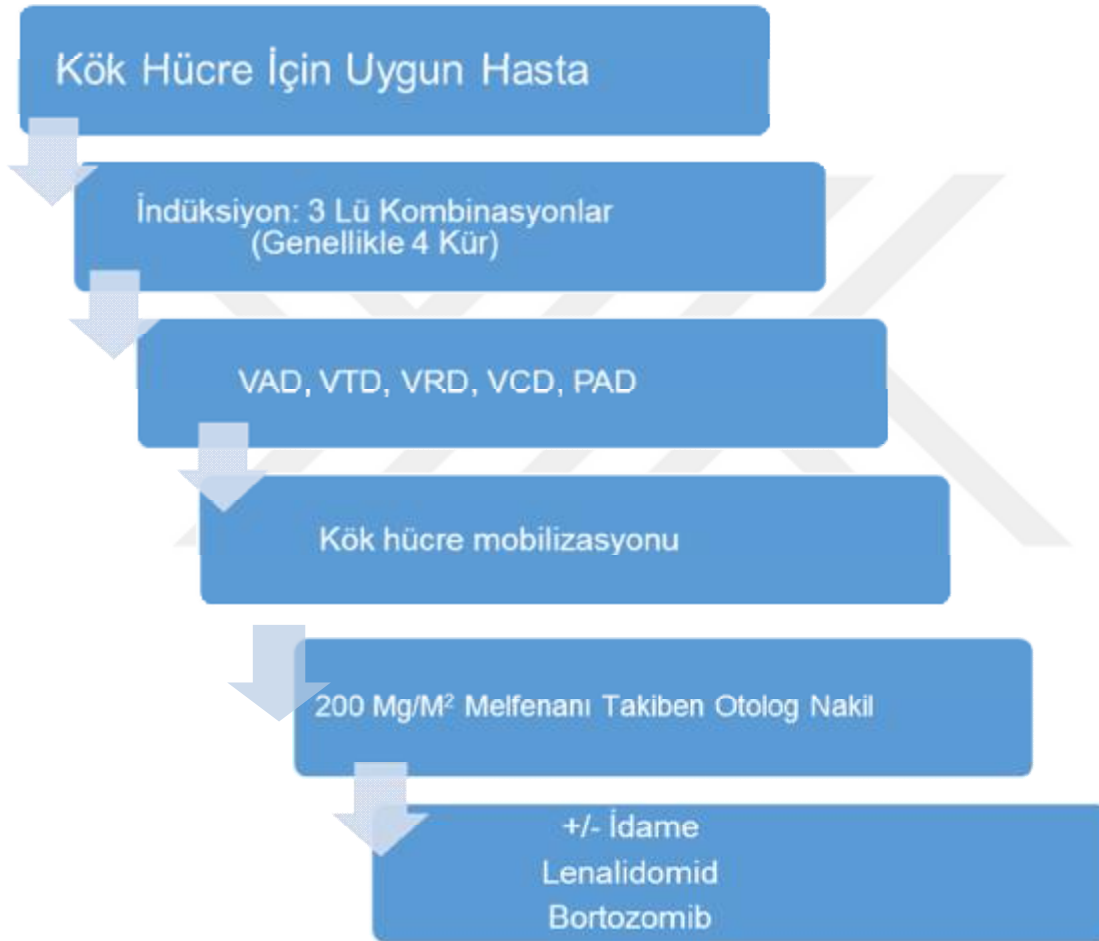 Kök Hücre İçin Uygun Hasta
İndüksiyon: 3 Lü Kombinasyonlar
(Genellikle 4 Kür)
VAD, VTD, VRD, VCD, PAD
Kök hücre mobilizasyonu
200 Mg/M² Melfenanı Takiben Otolog Nakil
+/- İdame
Lenalidomid
Bortozomib